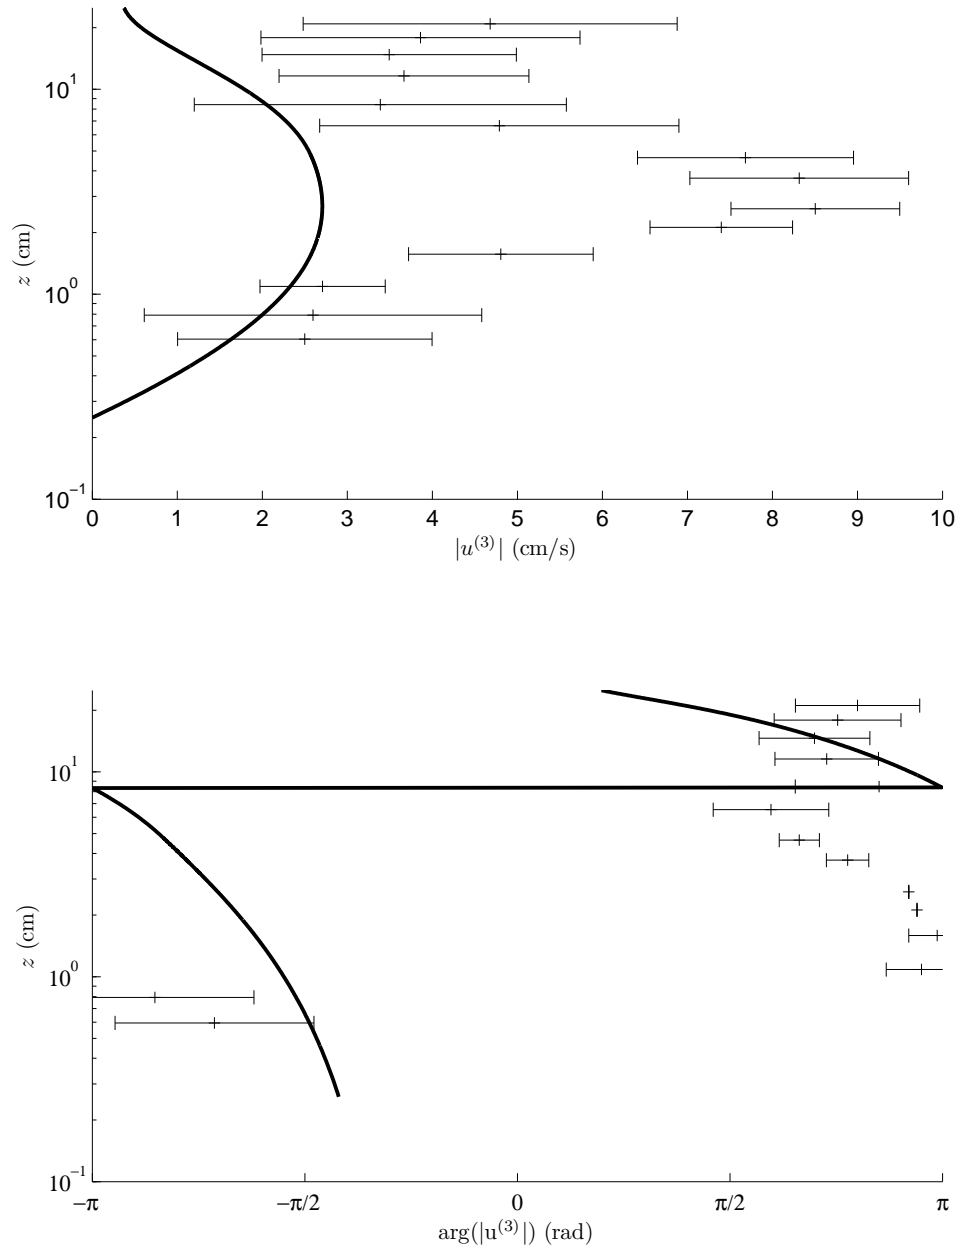 10¹
10⁰
10⁻¹
z (cm)
0 1 2 3 4 5 6 7 8 9 10
|u⁽³⁾| (cm/s)
10¹
10⁰
10⁻¹
z (cm)
−π −π/2 0 π/2 π
arg(|u⁽³⁾|) (rad)